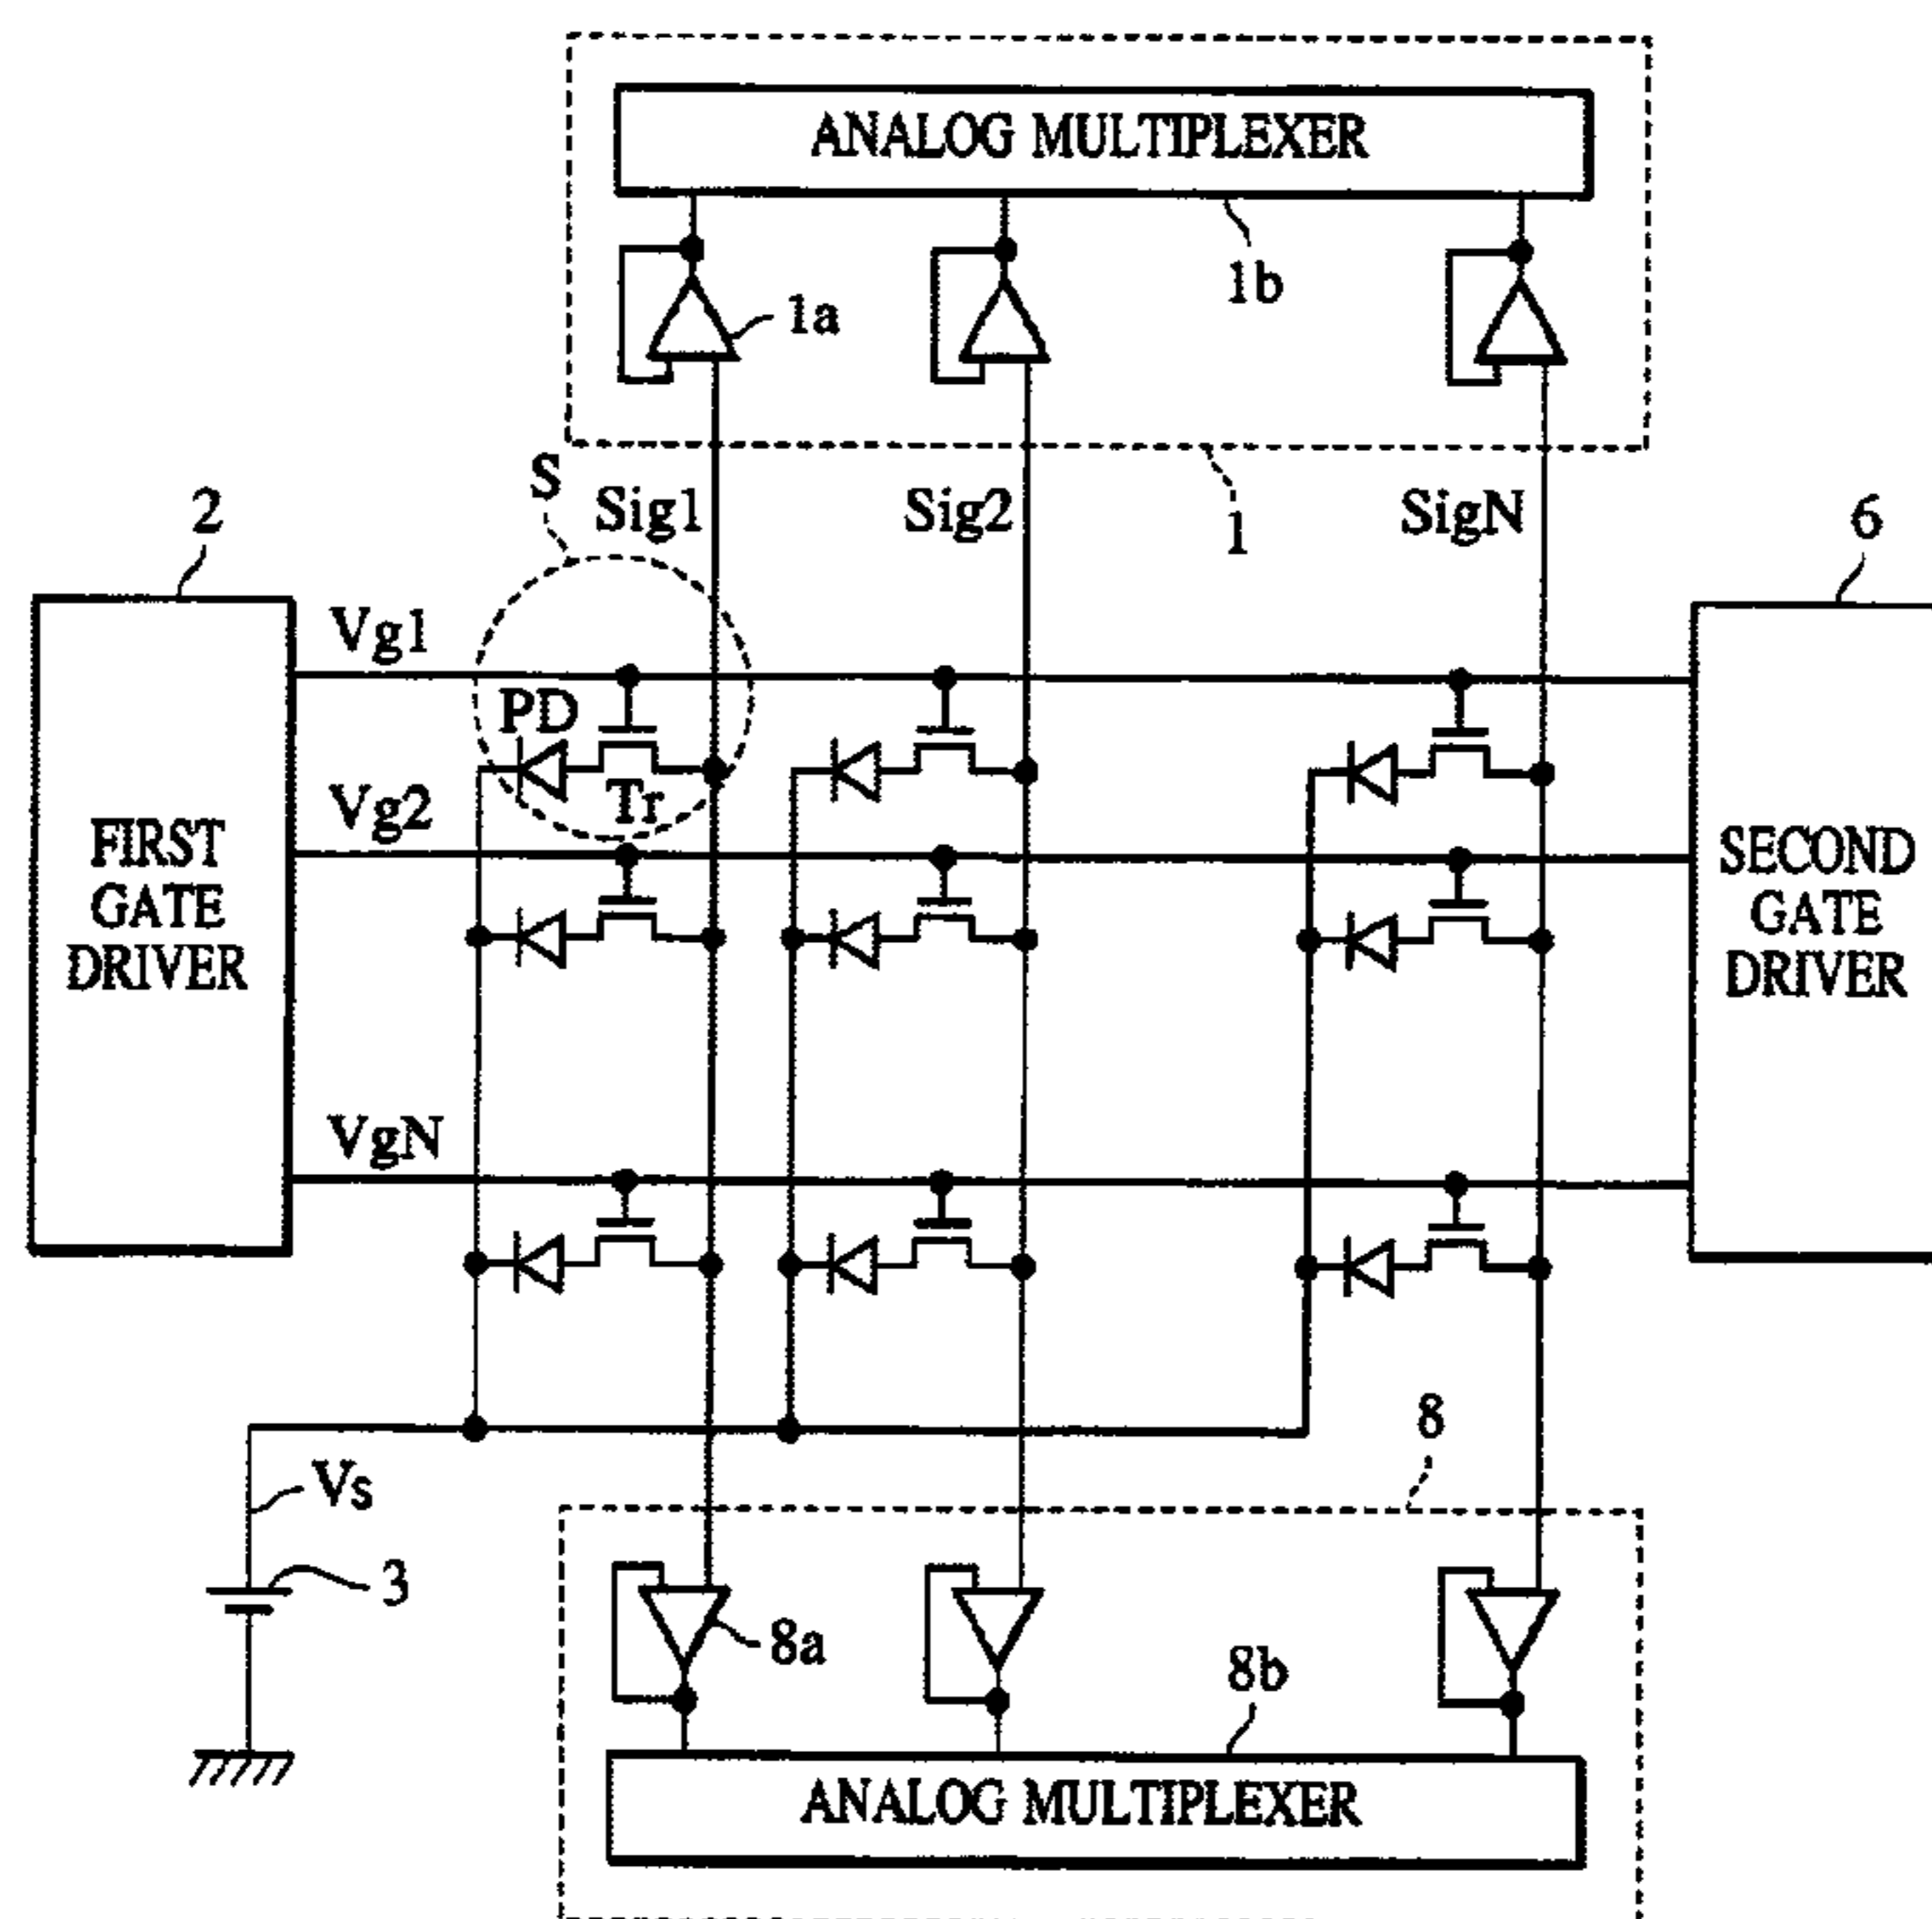 ANALOG MULTIPLEXER
1a
1b
S
Sig1
Sig2
SigN
1
2
6
Vg1
PD
Tr
Vg2
FIRST
GATE
DRIVER
SECOND
GATE
DRIVER
VgN
8
Vs
3
8a
8b
ANALOG MULTIPLEXER